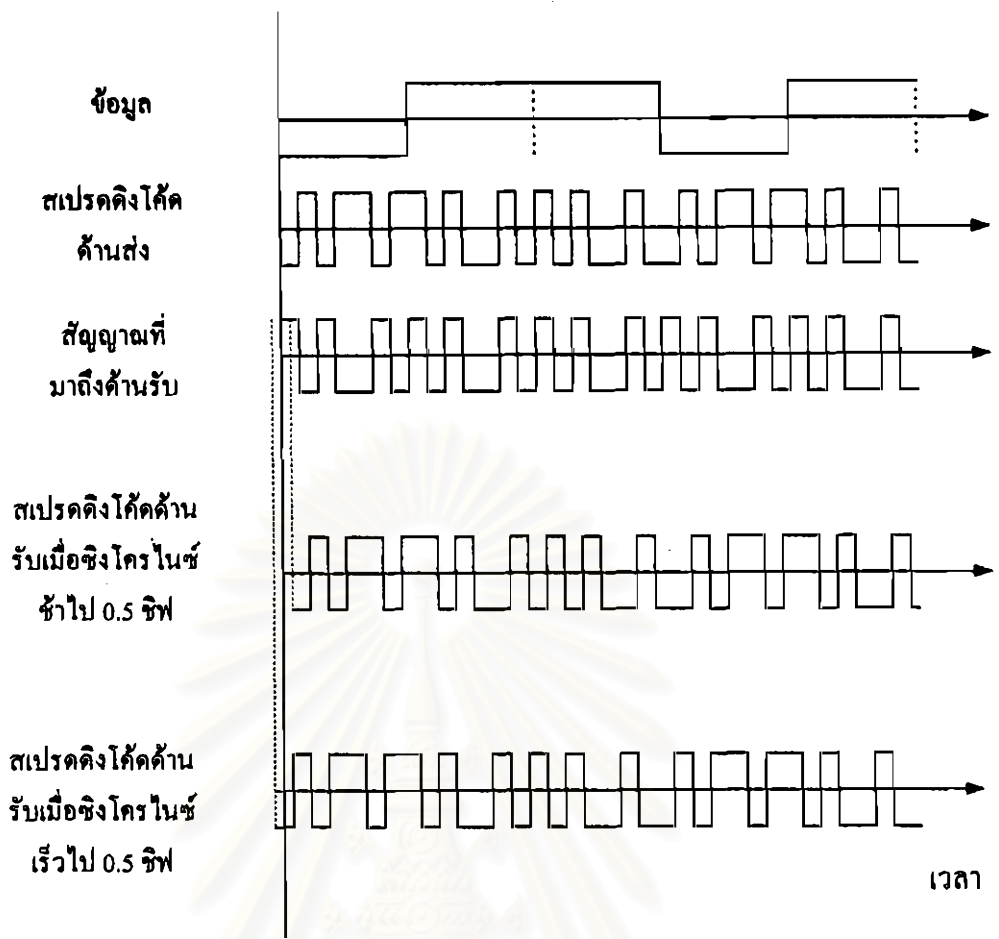 ข้อมูล
สเปรดดิงโค้ด
ด้านส่ง
สัญญาณที่
มาถึงด้านรับ
สเปรดดิงโค้ดด้าน
รับเมื่อซิงโครไนซ์
ช้าไป 0.5 ชิฟ
สเปรดดิงโค้ดด้าน
รับเมื่อซิงโครไนซ์
เร็วไป 0.5 ชิฟ
เวลา